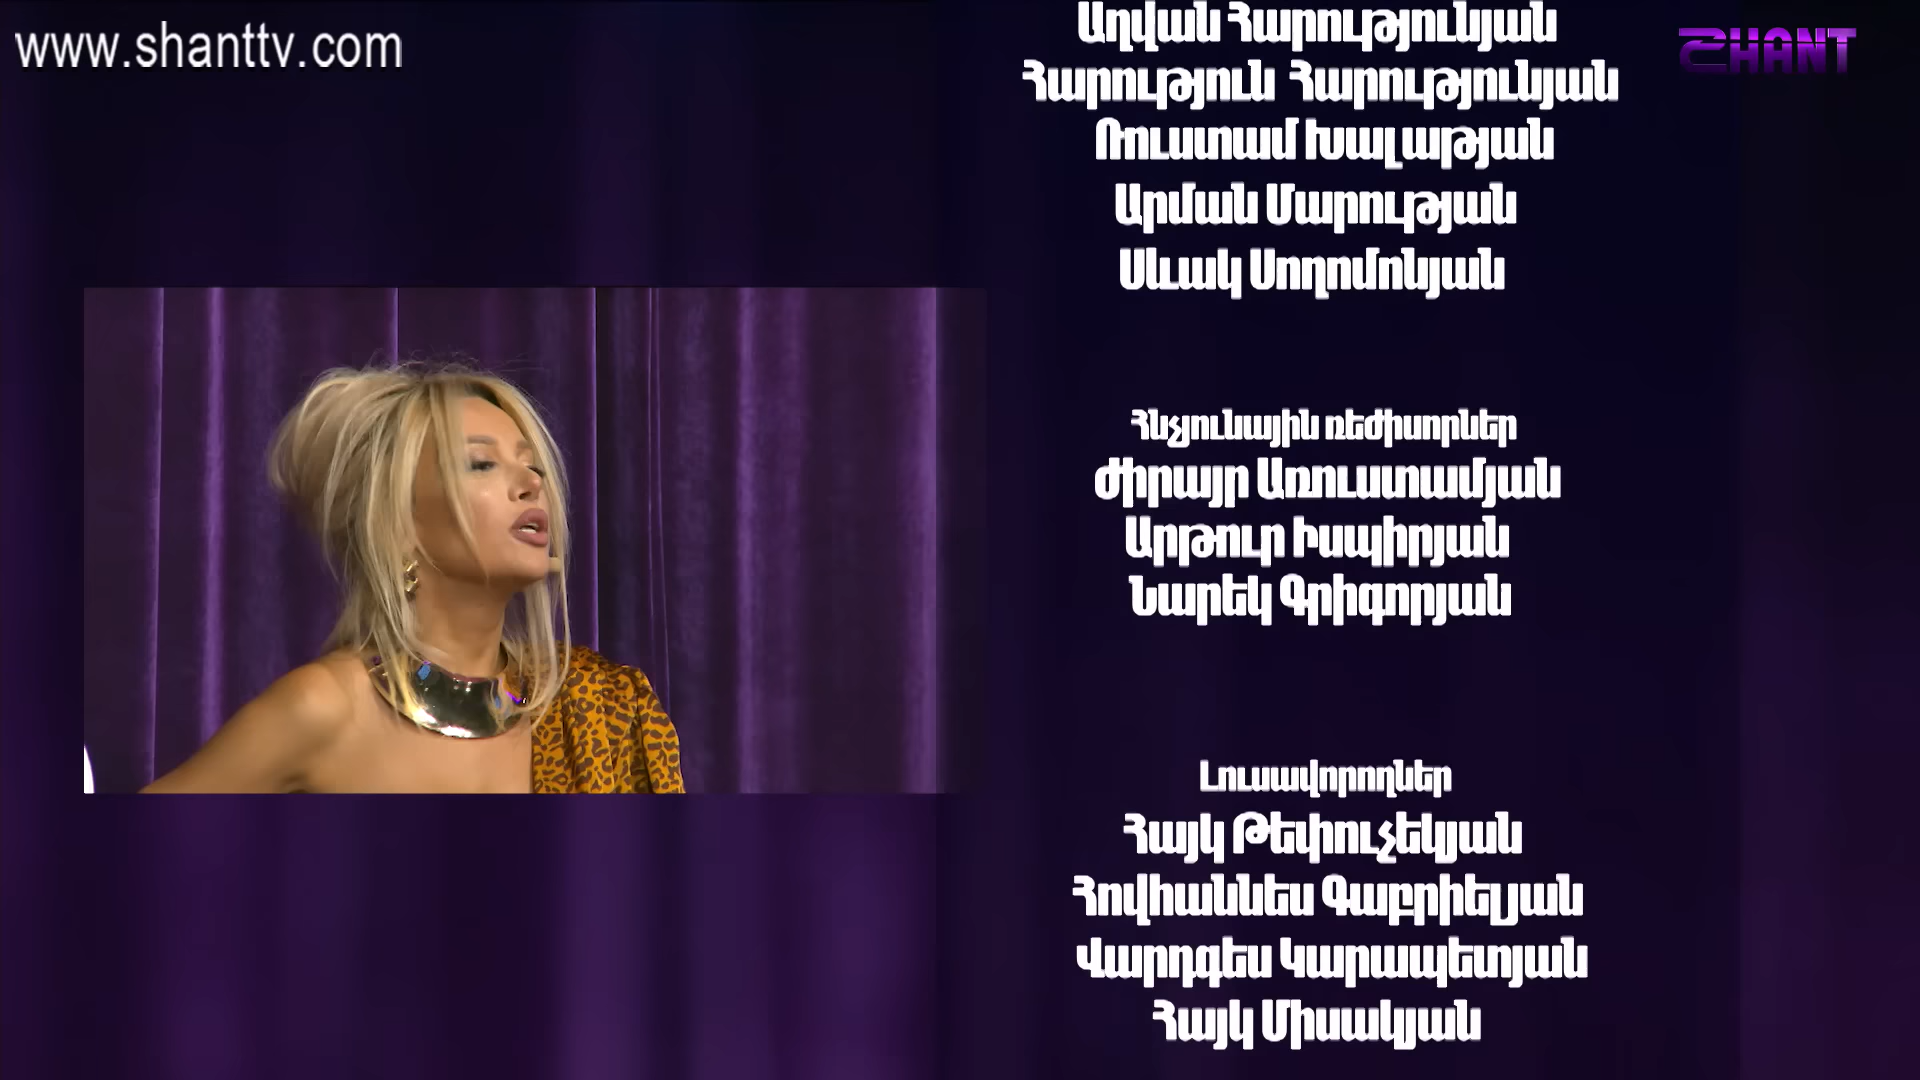 www.shanttv.com
SHANT
Աղվան Հարությունյան
Հարություն Հարությունյան
Ռուստամ Խալաթյան
Արման Մարության
Սևակ Սողոմոնյան
Հնչյունային ռեժիսորներ
Ժիրայր Առուստամյան
Արթուր Իսպիրյան
Նարեկ Գրիգորյան
Լուսավորողներ
Հայկ Թեփուչեկյան
Հովհաննես Գաբրիելյան
Վարդգես Կարապետյան
Հայկ Միսակյան